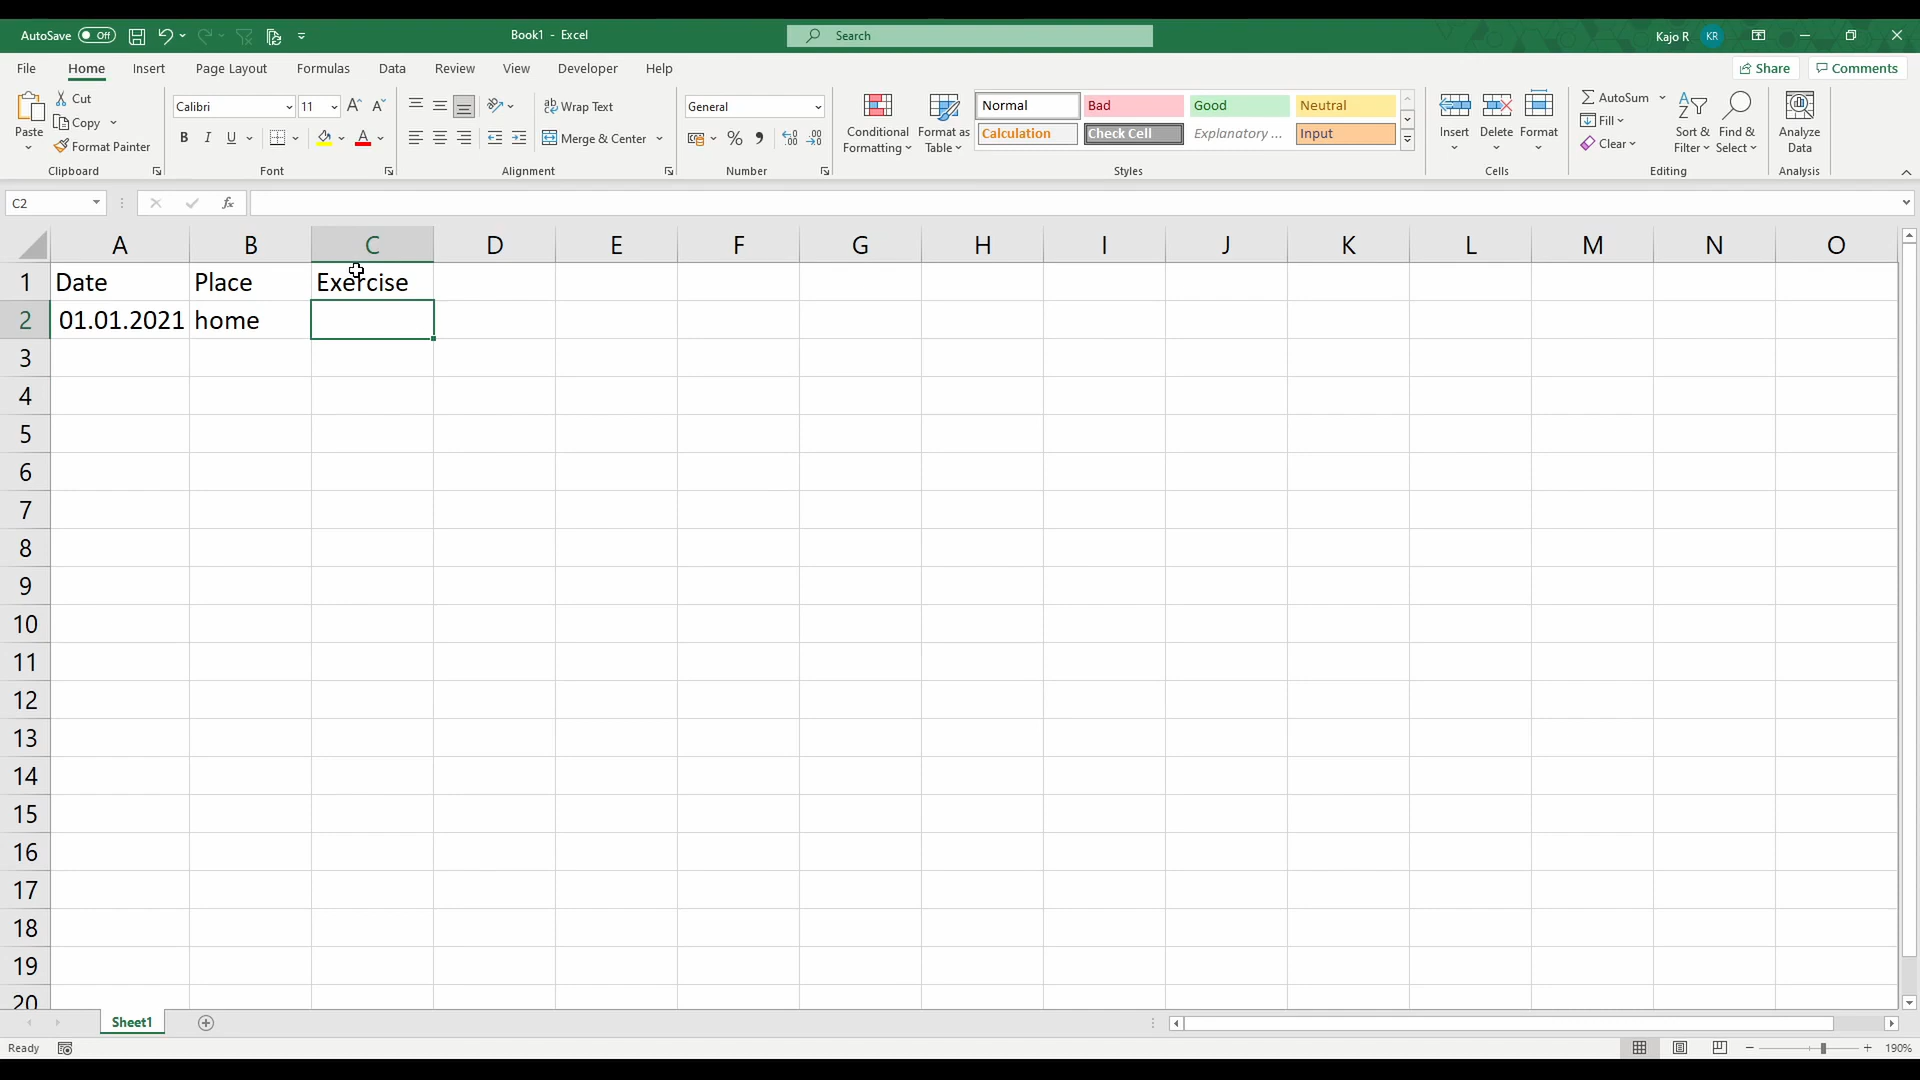 AutoSave Off Book1 - Excel Search Kajo R KR
File Home Insert Page Layout Formulas Data Review View Developer Help Share Comments
Paste Cut Copy Format Painter
Clipboard
Calibri 11 A A B I U A
Font
ab Wrap Text
Merge & Center
Alignment
General
% , .00
Number
Conditional Formatting
Format as Table
Normal Bad Good Neutral
Calculation Check Cell Explanatory ... Input
Styles
Insert Delete Format
Cells
AutoSum
Fill
Clear
Sort & Filter
Find & Select
Editing
Analyze Data
Analysis
C2 fx
A B C D E F G H I J K L M N O
1 Date Place Exercise
2 01.01.2021 home
3
4
5
6
7
8
9
10
11
12
13
14
15
16
17
18
19
20
Sheet1
Ready 190%